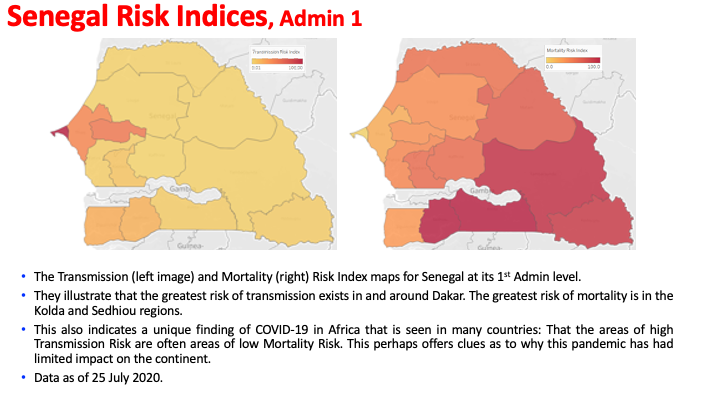 Senegal Risk Indices, Admin 1
Transmission Risk Index
0.01 100.00
Mortality Risk Index
0.0 100.0
Senegal
Senegal
Gamb
Gamb
Guinea-
Guinea-
• The Transmission (left image) and Mortality (right) Risk Index maps for Senegal at its 1st Admin level.
• They illustrate that the greatest risk of transmission exists in and around Dakar. The greatest risk of mortality is in the
Kolda and Sedhiou regions.
• This also indicates a unique finding of COVID-19 in Africa that is seen in many countries: That the areas of high
Transmission Risk are often areas of low Mortality Risk. This perhaps offers clues as to why this pandemic has had
limited impact on the continent.
• Data as of 25 July 2020.